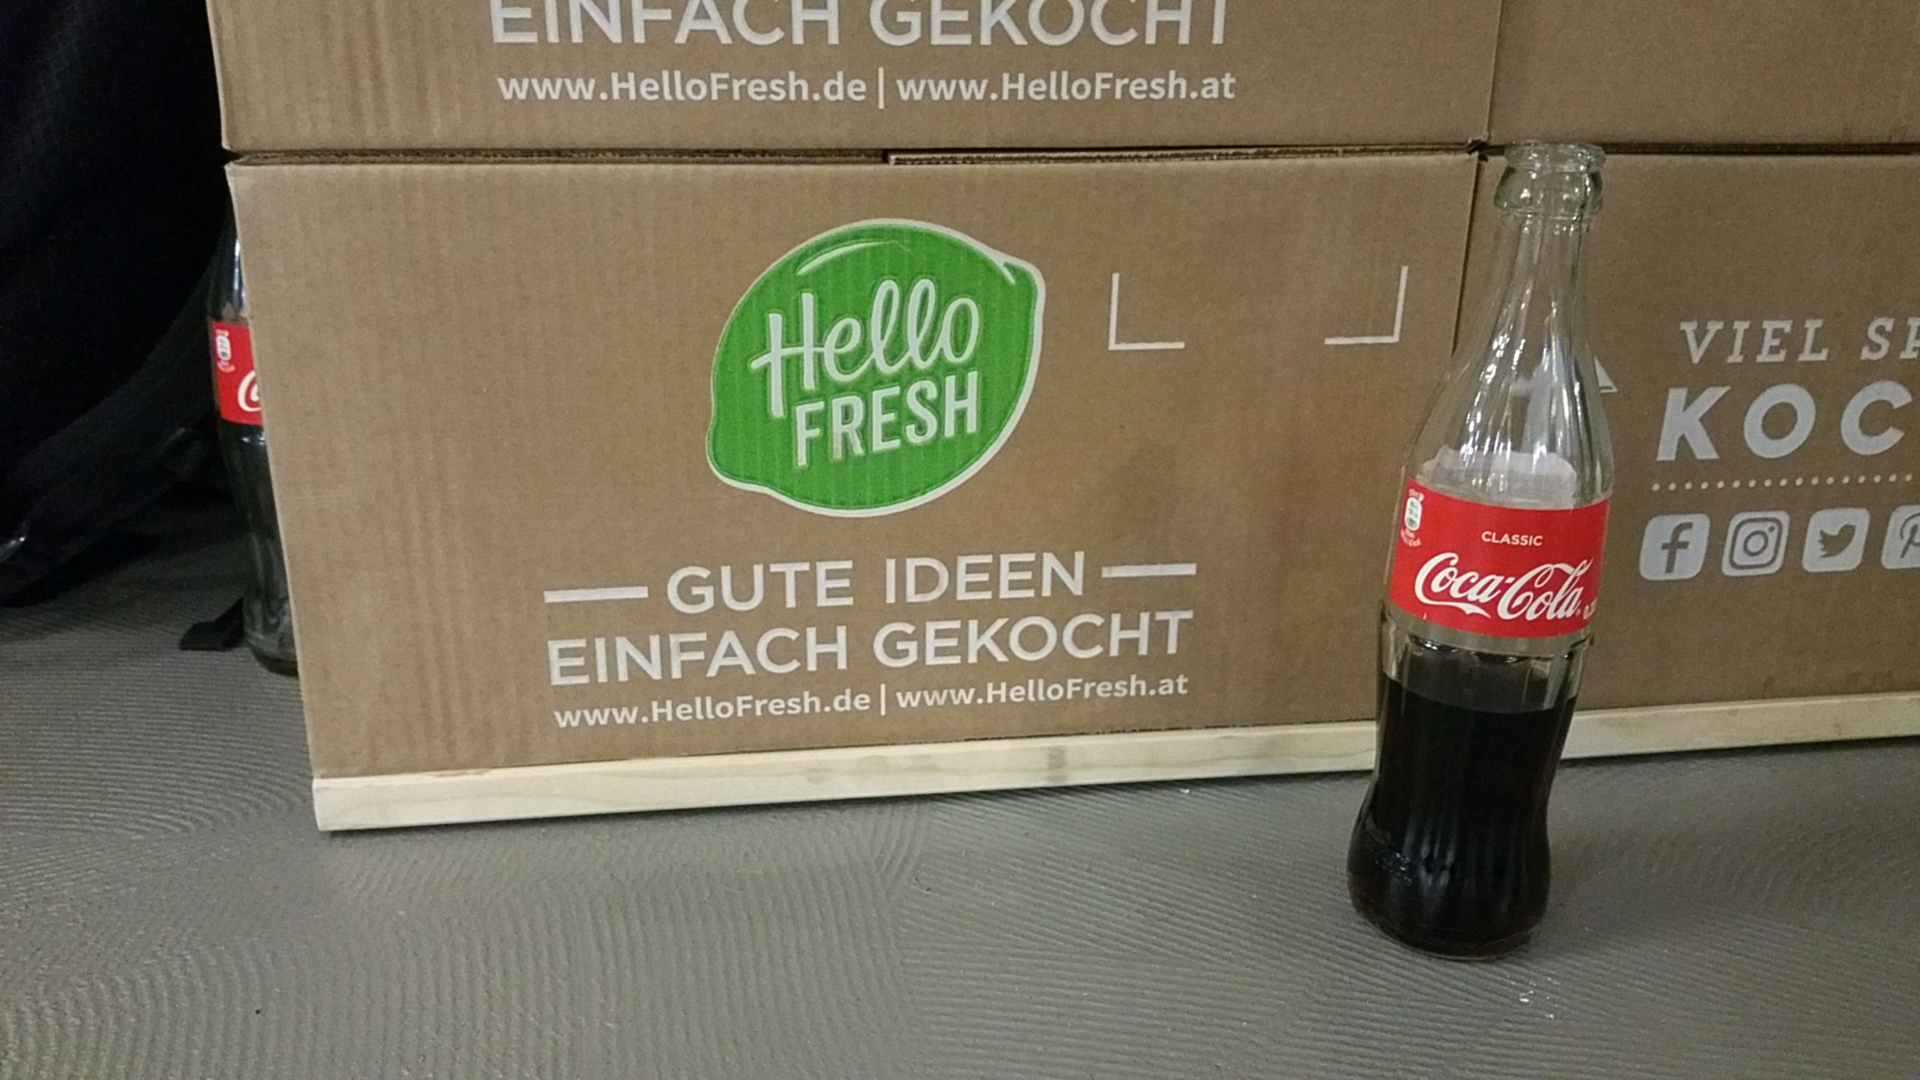 EINFACH GEKOCHT
www.HelloFresh.de | www.HelloFresh.at
Hello
FRESH
GUTE IDEEN
EINFACH GEKOCHT
www.HelloFresh.de | www.HelloFresh.at
VIEL SP
KOC
CLASSIC
Coca-Cola